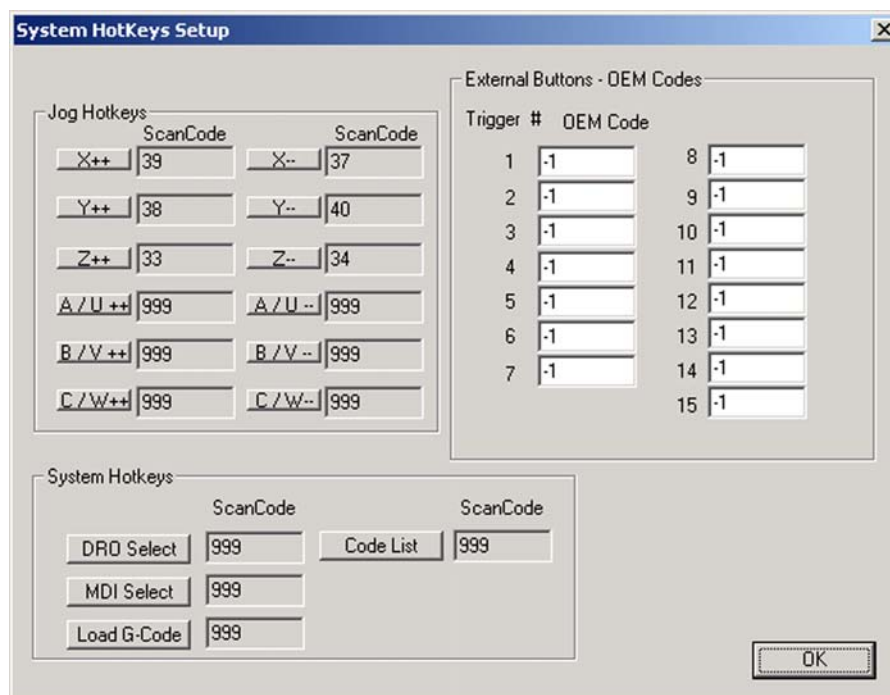 System HotKeys Setup
Jog Hotkeys
ScanCode ScanCode
X++ 39 X-- 37
Y++ 38 Y-- 40
Z++ 33 Z-- 34
A / U ++ 999 A / U -- 999
B / V ++ 999 B / V -- 999
C / W++ 999 C / W-- 999
External Buttons - OEM Codes
Trigger # OEM Code
1 -1 8 -1
2 -1 9 -1
3 -1 10 -1
4 -1 11 -1
5 -1 12 -1
6 -1 13 -1
7 -1 14 -1
15 -1
System Hotkeys
ScanCode ScanCode
DRO Select 999 Code List 999
MDI Select 999
Load G-Code 999
OK